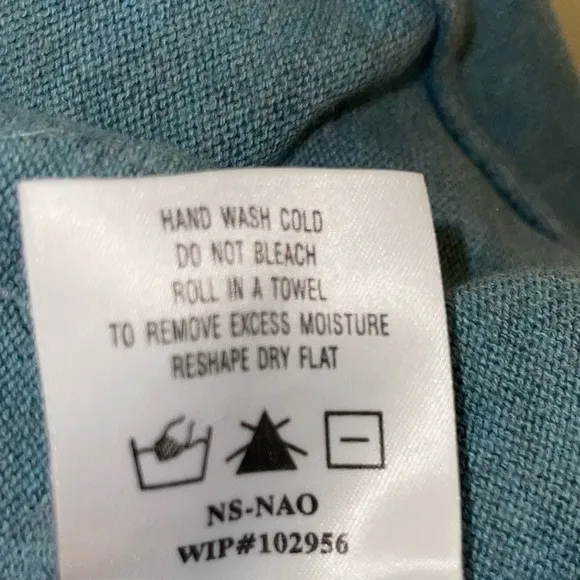 HAND WASH COLD
DO NOT BLEACH
ROLL IN A TOWEL
TO REMOVE EXCESS MOISTURE
RESHAPE DRY FLAT
NS-NAO
WIP#102956